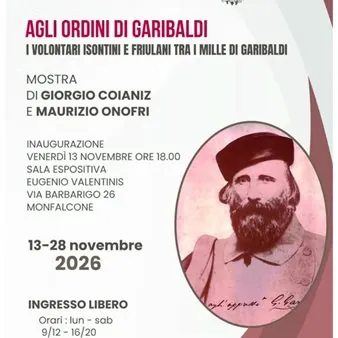 AGLI ORDINI DI GARIBALDI
I VOLONTARI ISONTINI E FRIULANI TRA I MILLE DI GARIBALDI
MOSTRA
DI GIORGIO COIANIZ
E MAURIZIO ONOFRI
INAUGURAZIONE
VENERDÌ 13 NOVEMBRE ORE 18.00
SALA ESPOSITIVA
EUGENIO VALENTINIS
VIA BARBARIGO 26
MONFALCONE
13-28 novembre
2026
INGRESSO LIBERO
Orari : lun - sab
9/12 - 16/20